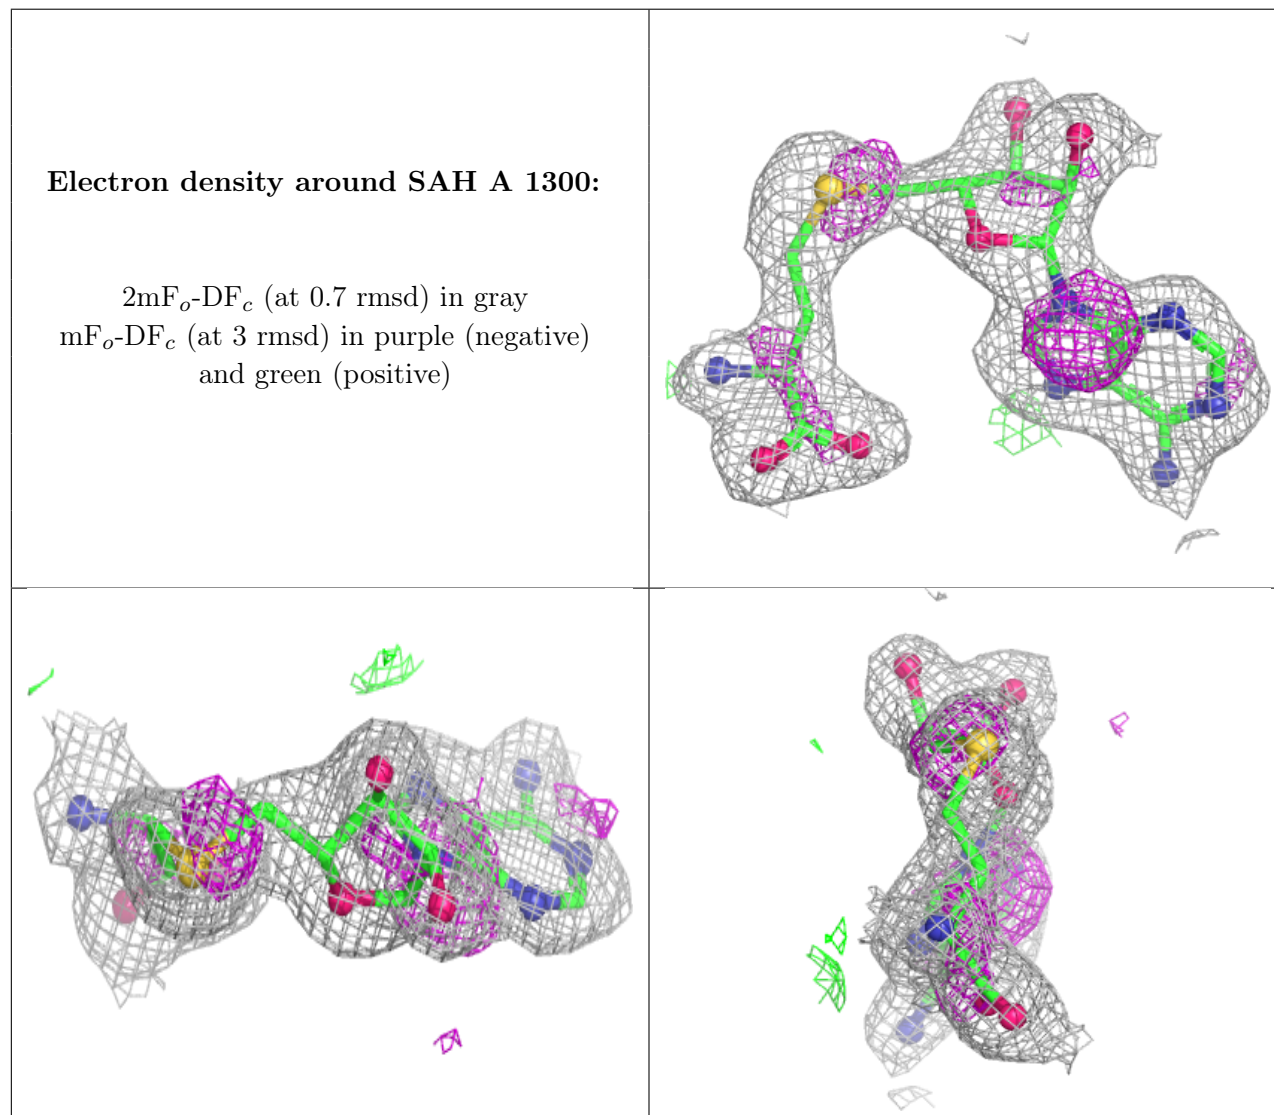 Electron density around SAH A 1300:
2mFo-DFc (at 0.7 rmsd) in gray
mFo-DFc (at 3 rmsd) in purple (negative)
and green (positive)